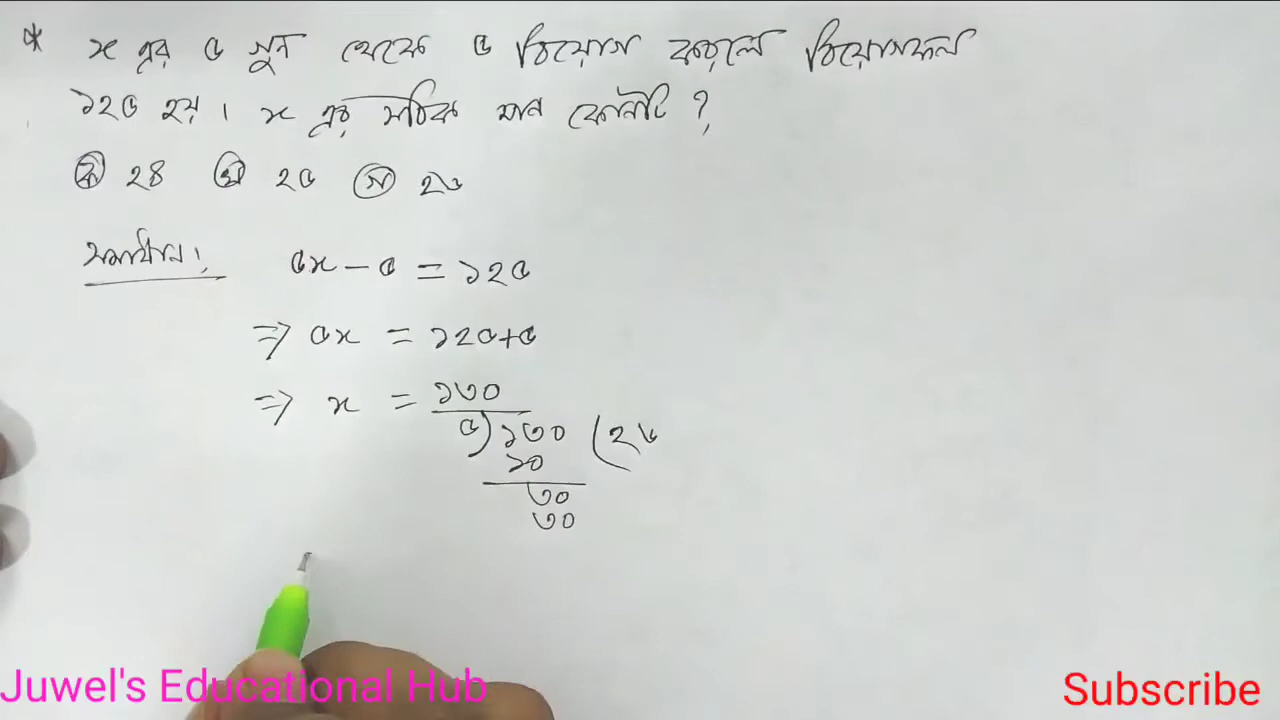 * x এর ৫ গুন থেকে ৫ বিয়োগ করলে বিয়োগফল
১২৫ হয়। x এর সঠিক মান কোনটি?
ক ২৪ খ ২৫ গ ২৬
সমাধান:
৫x - ৫ = ১২৫
⇒ ৫x = ১২৫+৫
⇒ x = ১৩০
৫) ১৩০ (২৬
১০
৩০
৩০
Juwel's Educational Hub
Subscribe